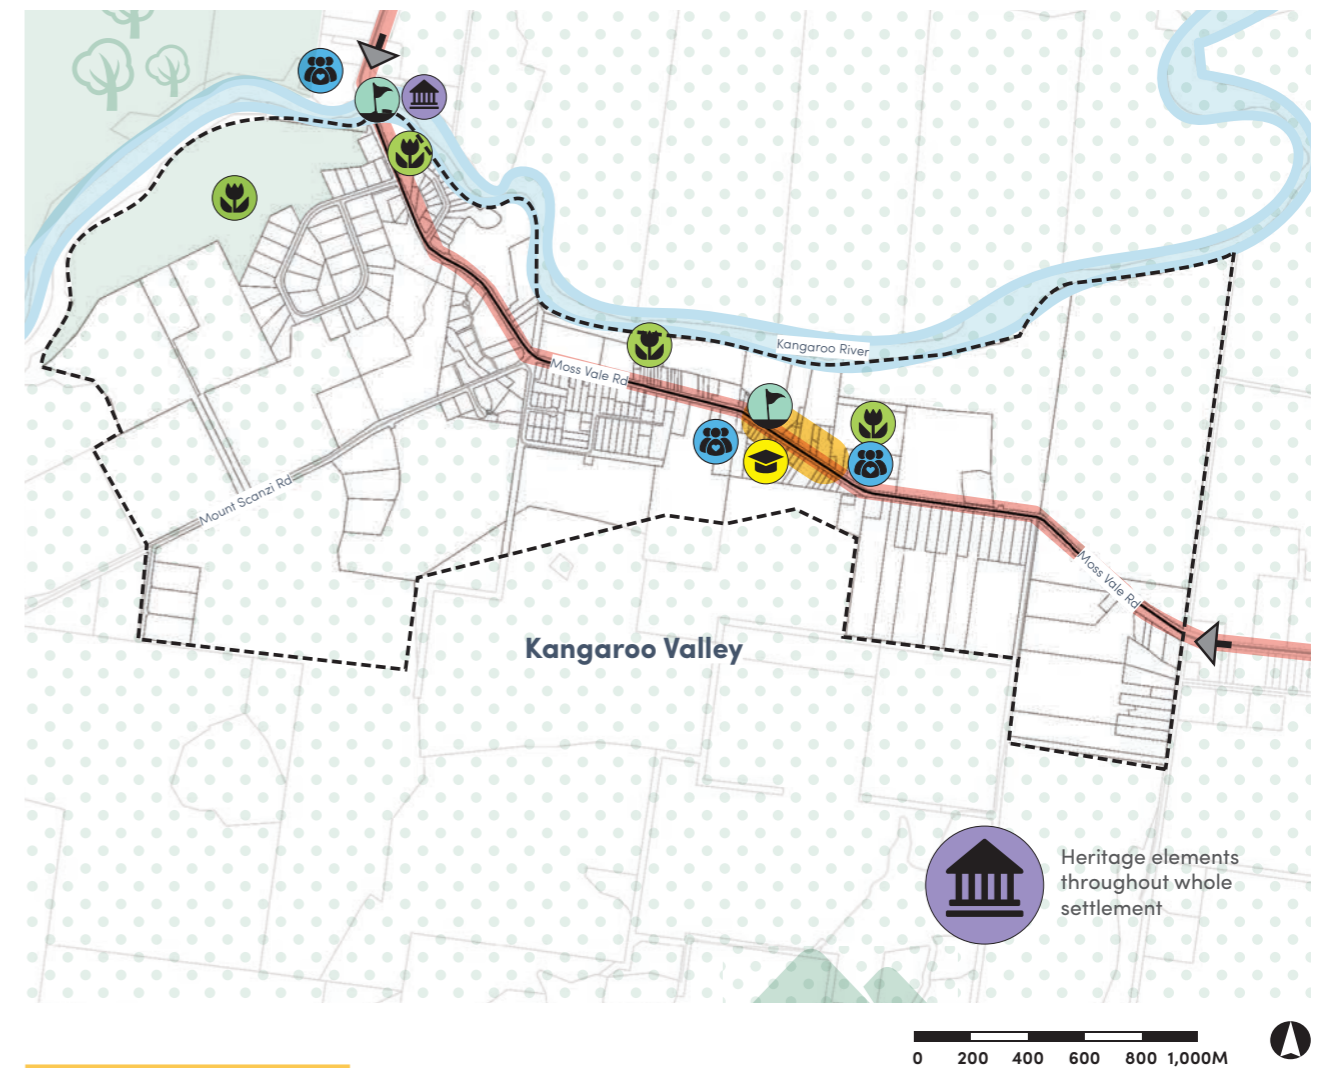 Kangaroo River
Moss Vale Rd
Mount Scanzi Rd
Moss Vale Rd
Kangaroo Valley
Heritage elements
throughout whole
settlement
0 200 400 600 800 1,000M